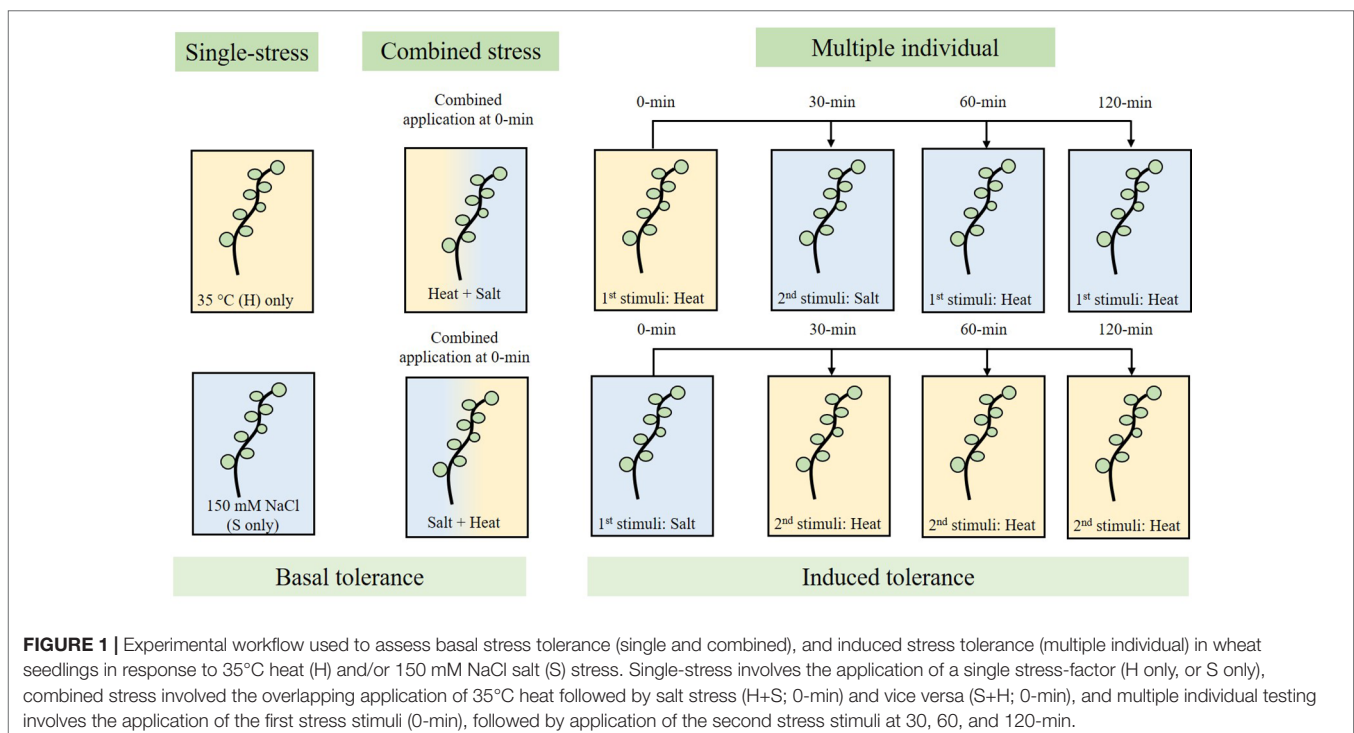 Single-stress
Combined stress
Multiple individual
Combined
application at 0-min
0-min
30-min
60-min
120-min
35 °C (H) only
Heat + Salt
1st stimuli: Heat
2nd stimuli: Salt
1st stimuli: Heat
1st stimuli: Heat
Combined
application at 0-min
0-min
30-min
60-min
120-min
150 mM NaCl
(S only)
Salt + Heat
1st stimuli: Salt
2nd stimuli: Heat
2nd stimuli: Heat
2nd stimuli: Heat
Basal tolerance
Induced tolerance
FIGURE 1 | Experimental workflow used to assess basal stress tolerance (single and combined), and induced stress tolerance (multiple individual) in wheat
seedlings in response to 35°C heat (H) and/or 150 mM NaCl salt (S) stress. Single-stress involves the application of a single stress-factor (H only, or S only),
combined stress involved the overlapping application of 35°C heat followed by salt stress (H+S; 0-min) and vice versa (S+H; 0-min), and multiple individual testing
involves the application of the first stress stimuli (0-min), followed by application of the second stress stimuli at 30, 60, and 120-min.